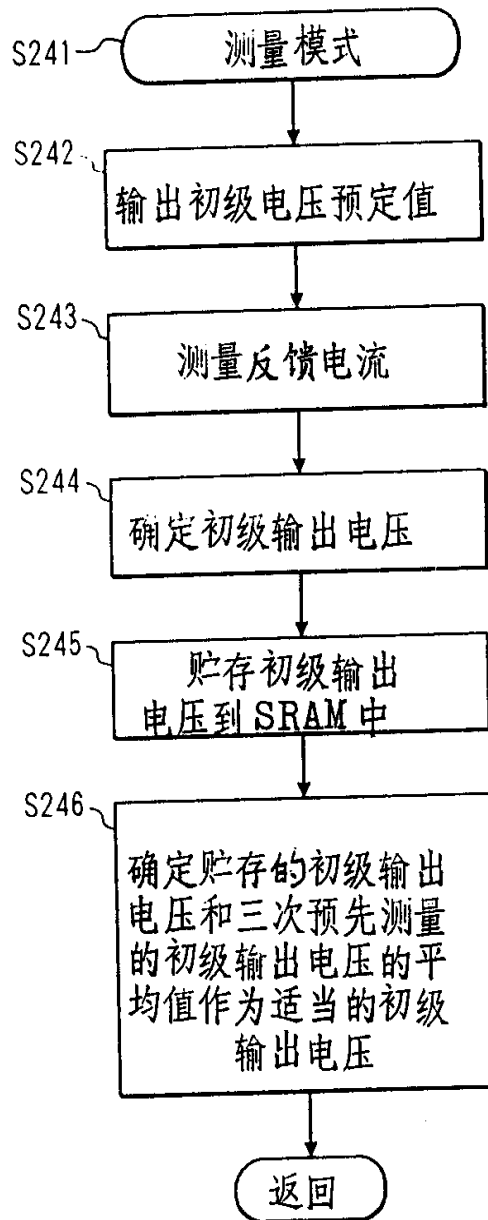 S241
测量模式
S242
输出初级电压预定值
S243
测量反馈电流
S244
确定初级输出电压
S245
贮存初级输出
电压到SRAM中
S246
确定贮存的初级输出
电压和三次预先测量
的初级输出电压的平
均值作为适当的初级
输出电压
返回